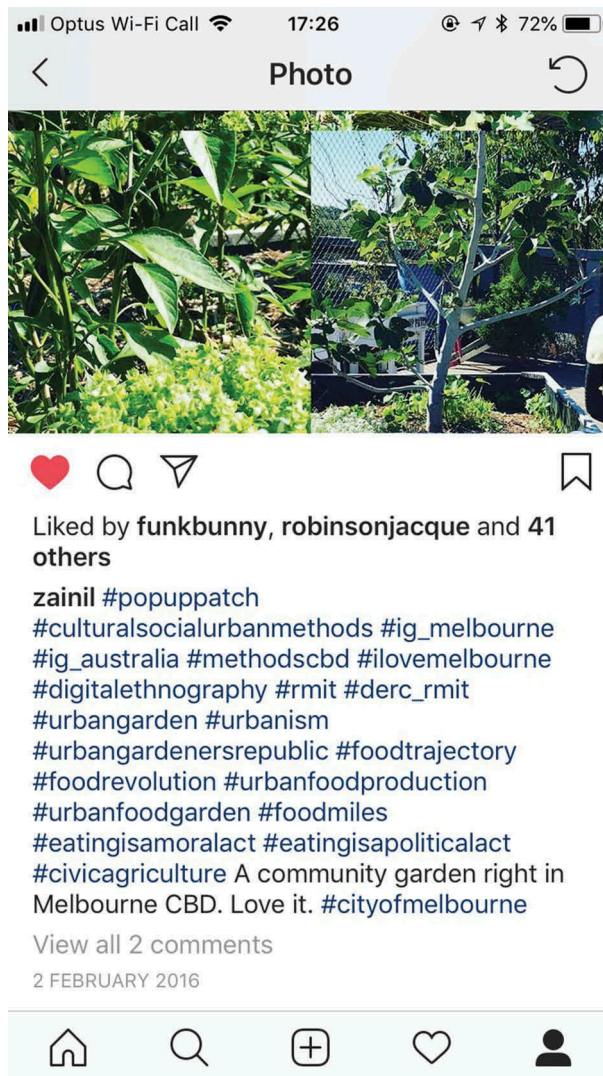 Optus Wi-Fi Call 17:26 72%
Photo
Liked by funkbunny, robinsonjacque and 41
others
zainil #popuppatch
#culturalsocialurbanmethods #ig_melbourne
#ig_australia #methodscbd #ilovemelbourne
#digitalethnography #rmit #derc_rmit
#urbangarden #urbanism
#urbangardenersrepublic #foodtrajectory
#foodrevolution #urbanfoodproduction
#urbanfoodgarden #foodmiles
#eatingisamoralact #eatingisapoliticalact
#civicagriculture A community garden right in
Melbourne CBD. Love it. #cityofmelbourne
View all 2 comments
2 FEBRUARY 2016